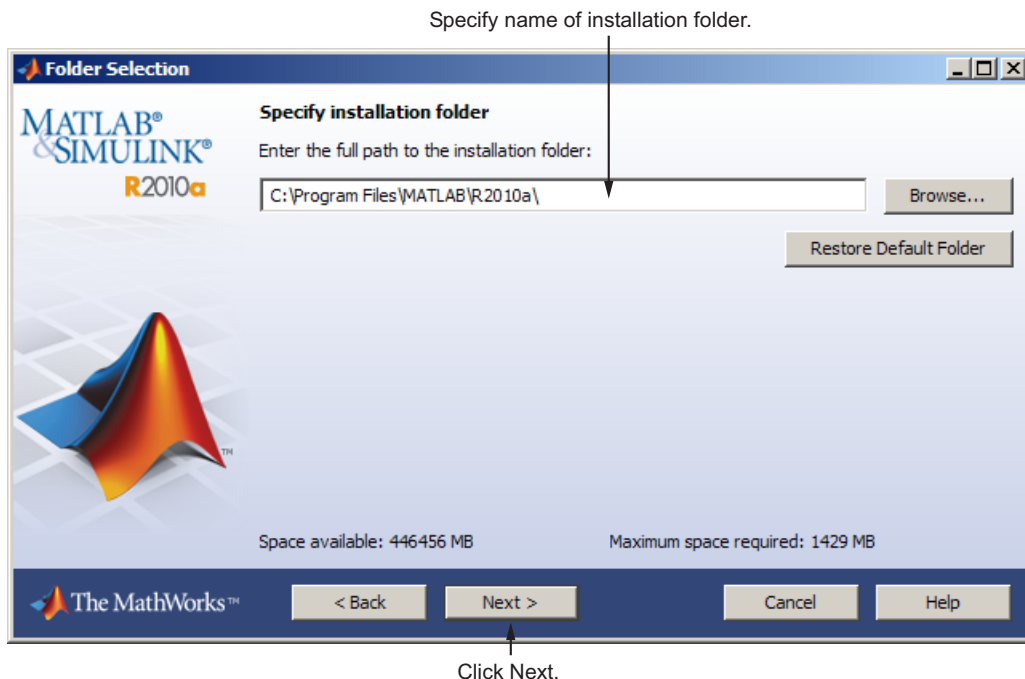 Specify name of installation folder.
Folder Selection
MATLAB®
&SIMULINK®
R2010a
Specify installation folder
Enter the full path to the installation folder:
C:\Program Files\MATLAB\R2010a\
Browse...
Restore Default Folder
TM
Space available: 446456 MB
Maximum space required: 1429 MB
The MathWorks™
< Back
Next >
Cancel
Help
Click Next.